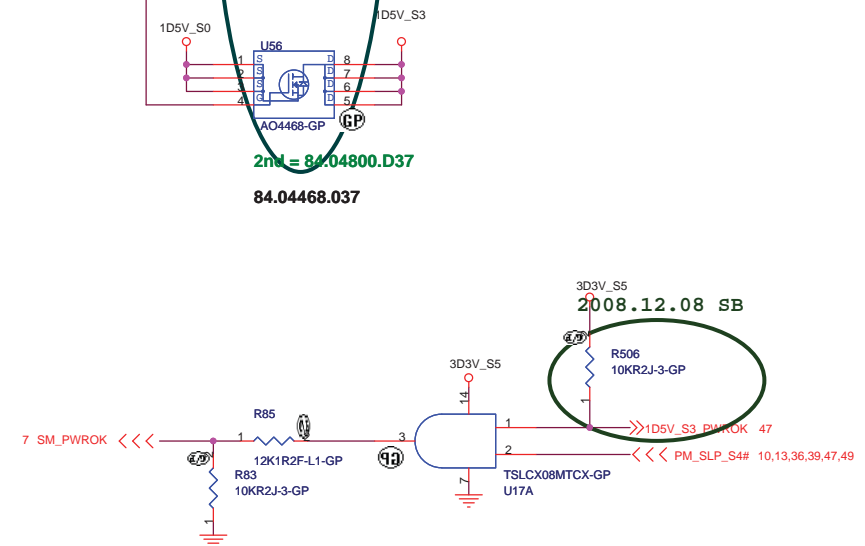 1D5V_S0
1D5V_S3
U56
1 S D 8
2 S D 7
3 S D 6
4 G D 5
AO4468-GP
GP
2nd = 84.04800.D37
84.04468.037
3D3V_S5
2008.12.08 SB
R506
10KR2J-3-GP
1
3D3V_S5
14
1
1D5V_S3_PWROK 47
2
PM_SLP_S4# 10,13,36,39,47,49
3
GP
7
TSLCX08MTCX-GP
U17A
R85
1
12K1R2F-L1-GP
7 SM_PWROK
R83
10KR2J-3-GP
1